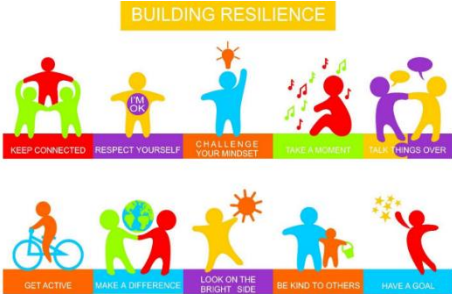 BUILDING RESILIENCE
I'M
OK
KEEP CONNECTED
RESPECT YOURSELF
CHALLENGE
YOUR MINDSET
TAKE A MOMENT
TALK THINGS OVER
GET ACTIVE
MAKE A DIFFERENCE
LOOK ON THE
BRIGHT SIDE
BE KIND TO OTHERS
HAVE A GOAL